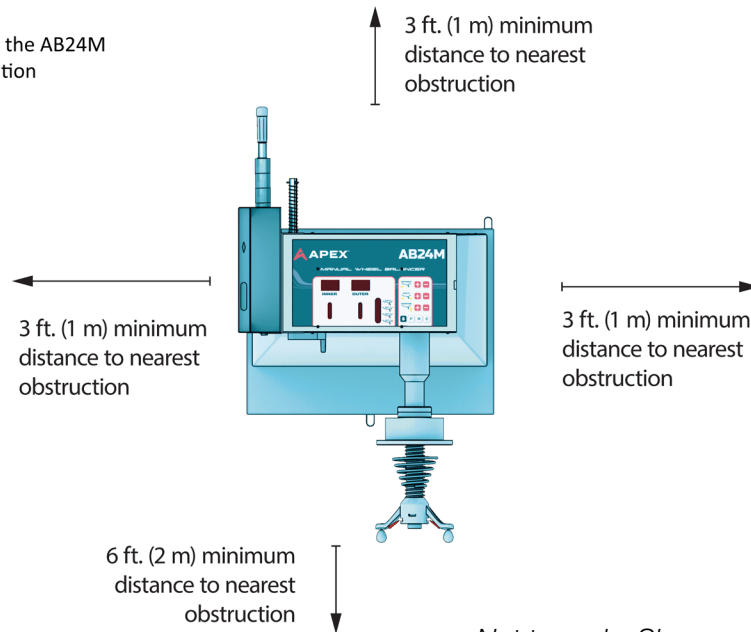 the AB24M
tion
3 ft. (1 m) minimum
distance to nearest
obstruction
APEX
AB24M
MANUAL WHEEL BALANCER
INNER
OUTER
3 ft. (1 m) minimum
distance to nearest
obstruction
3 ft. (1 m) minimum
distance to nearest
obstruction
6 ft. (2 m) minimum
distance to nearest
obstruction